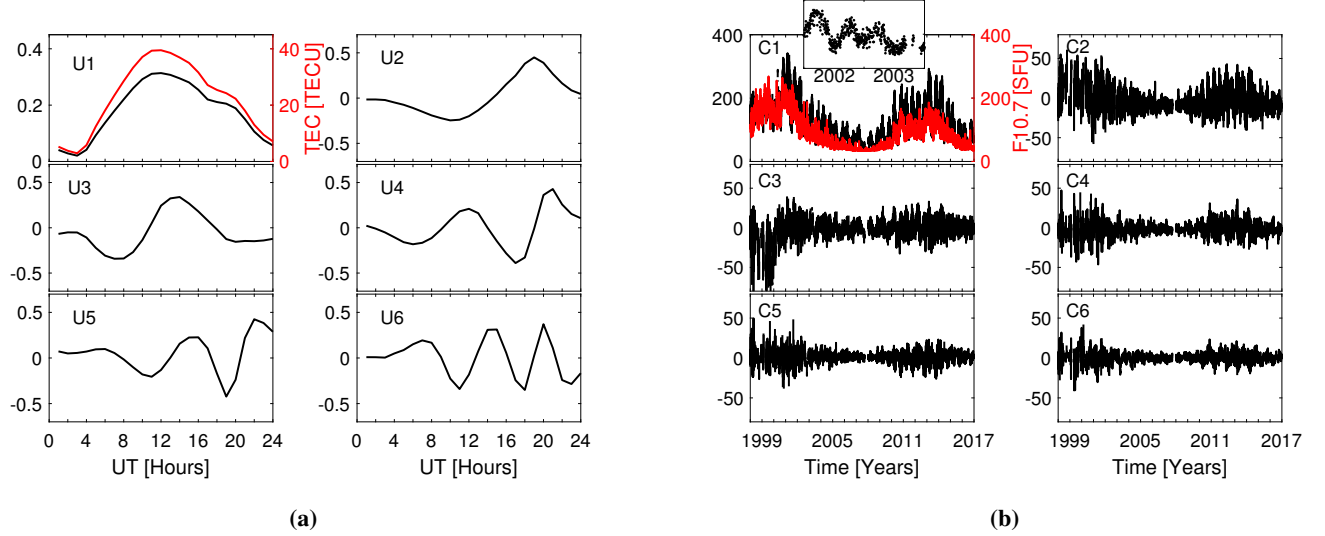 U1
0.4
0.2
0
40
20
0
TEC [TECU]
U2
0.5
0
-0.5
U3
0.5
0
-0.5
U4
0.5
0
-0.5
U5
0.5
0
-0.5
0 4 8 12 16 20 24
UT [Hours]
U6
0.5
0
-0.5
0 4 8 12 16 20 24
UT [Hours]
(a)
2002 2003
C1
400
200
0
400
200
0
F10.7 [SFU]
C2
50
0
-50
C3
50
0
-50
C4
50
0
-50
C5
50
0
-50
1999 2005 2011 2017
Time [Years]
C6
50
0
-50
1999 2005 2011 2017
Time [Years]
(b)